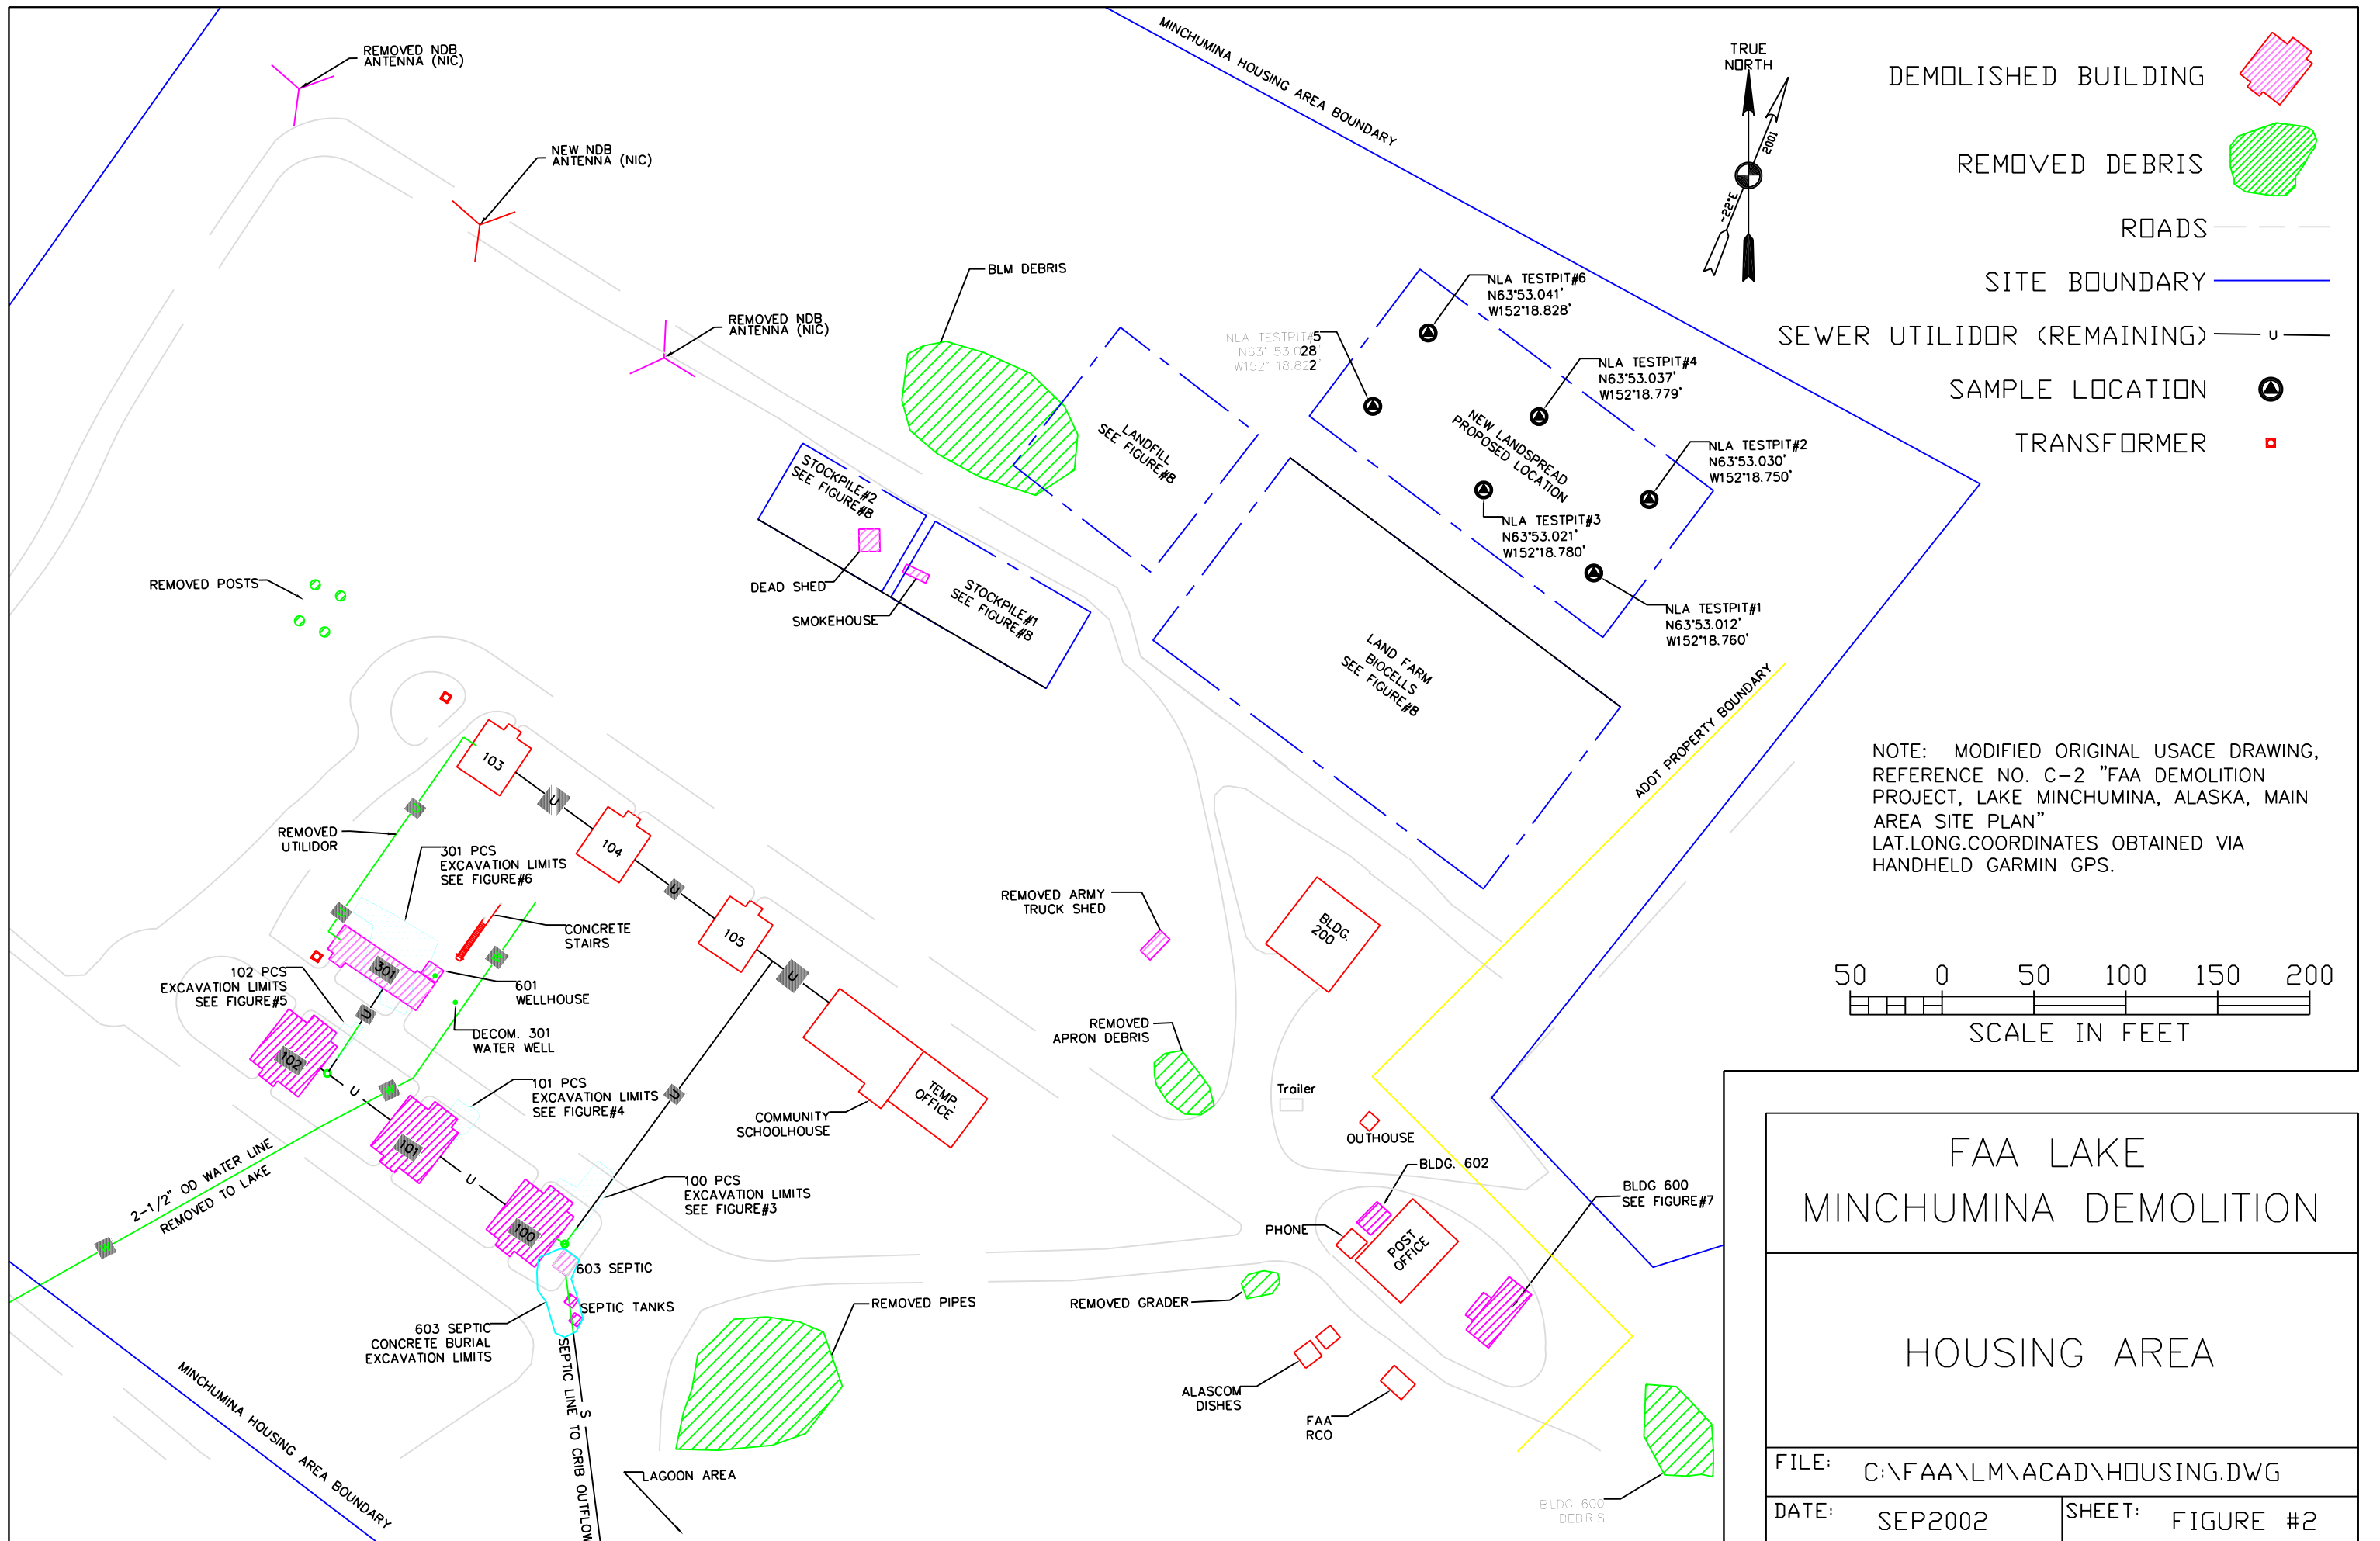 REMOVED NDB
ANTENNA (NIC)
NEW NDB
ANTENNA (NIC)
REMOVED NDB
ANTENNA (NIC)
MINCHUMINA HOUSING AREA BOUNDARY
BLM DEBRIS
TRUE
NORTH
2001
~22°E
DEMOLISHED BUILDING
REMOVED DEBRIS
ROADS
SITE BOUNDARY
SEWER UTILIDOR (REMAINING)
U
SAMPLE LOCATION
TRANSFORMER
NLA TESTPIT#6
N63°53.041'
W152°18.828'
NLA TESTPIT#5
N63° 53.028'
W152° 18.822'
NLA TESTPIT#4
N63°53.037'
W152°18.779'
NEW LANDSPREAD
PROPOSED LOCATION
NLA TESTPIT#2
N63°53.030'
W152°18.750'
NLA TESTPIT#3
N63°53.021'
W152°18.780'
NLA TESTPIT#1
N63°53.012'
W152°18.760'
LANDFILL
SEE FIGURE#8
STOCKPILE#2
SEE FIGURE#8
DEAD SHED
SMOKEHOUSE
STOCKPILE#1
SEE FIGURE#8
LAND FARM
BIOCELLS
SEE FIGURE#8
ADOT PROPERTY BOUNDARY
REMOVED POSTS
NOTE: MODIFIED ORIGINAL USACE DRAWING,
REFERENCE NO. C-2 "FAA DEMOLITION
PROJECT, LAKE MINCHUMINA, ALASKA, MAIN
AREA SITE PLAN"
LAT.LONG.COORDINATES OBTAINED VIA
HANDHELD GARMIN GPS.
103
U
104
U
105
U
REMOVED
UTILIDOR
301 PCS
EXCAVATION LIMITS
SEE FIGURE#6
CONCRETE
STAIRS
301
601
WELLHOUSE
102 PCS
EXCAVATION LIMITS
SEE FIGURE#5
U
DECOM. 301
WATER WELL
102
U
101 PCS
EXCAVATION LIMITS
SEE FIGURE#4
101
U
U
100
100 PCS
EXCAVATION LIMITS
SEE FIGURE#3
2-1/2" OD WATER LINE
REMOVED TO LAKE
COMMUNITY
SCHOOLHOUSE
TEMP.
OFFICE
REMOVED ARMY
TRUCK SHED
BLDG.
200
REMOVED
APRON DEBRIS
Trailer
OUTHOUSE
BLDG. 602
PHONE
POST
OFFICE
BLDG 600
SEE FIGURE#7
REMOVED GRADER
603 SEPTIC
SEPTIC TANKS
603 SEPTIC
CONCRETE BURIAL
EXCAVATION LIMITS
REMOVED PIPES
S
SEPTIC LINE TO CRIB OUTFLOW
LAGOON AREA
ALASCOM
DISHES
FAA
RCO
BLDG 600
DEBRIS
MINCHUMINA HOUSING AREA BOUNDARY
50 0 50 100 150 200
SCALE IN FEET
FAA LAKE
MINCHUMINA DEMOLITION
HOUSING AREA
FILE: C:\FAA\LM\ACAD\HOUSING.DWG
DATE: SEP2002
SHEET: FIGURE #2